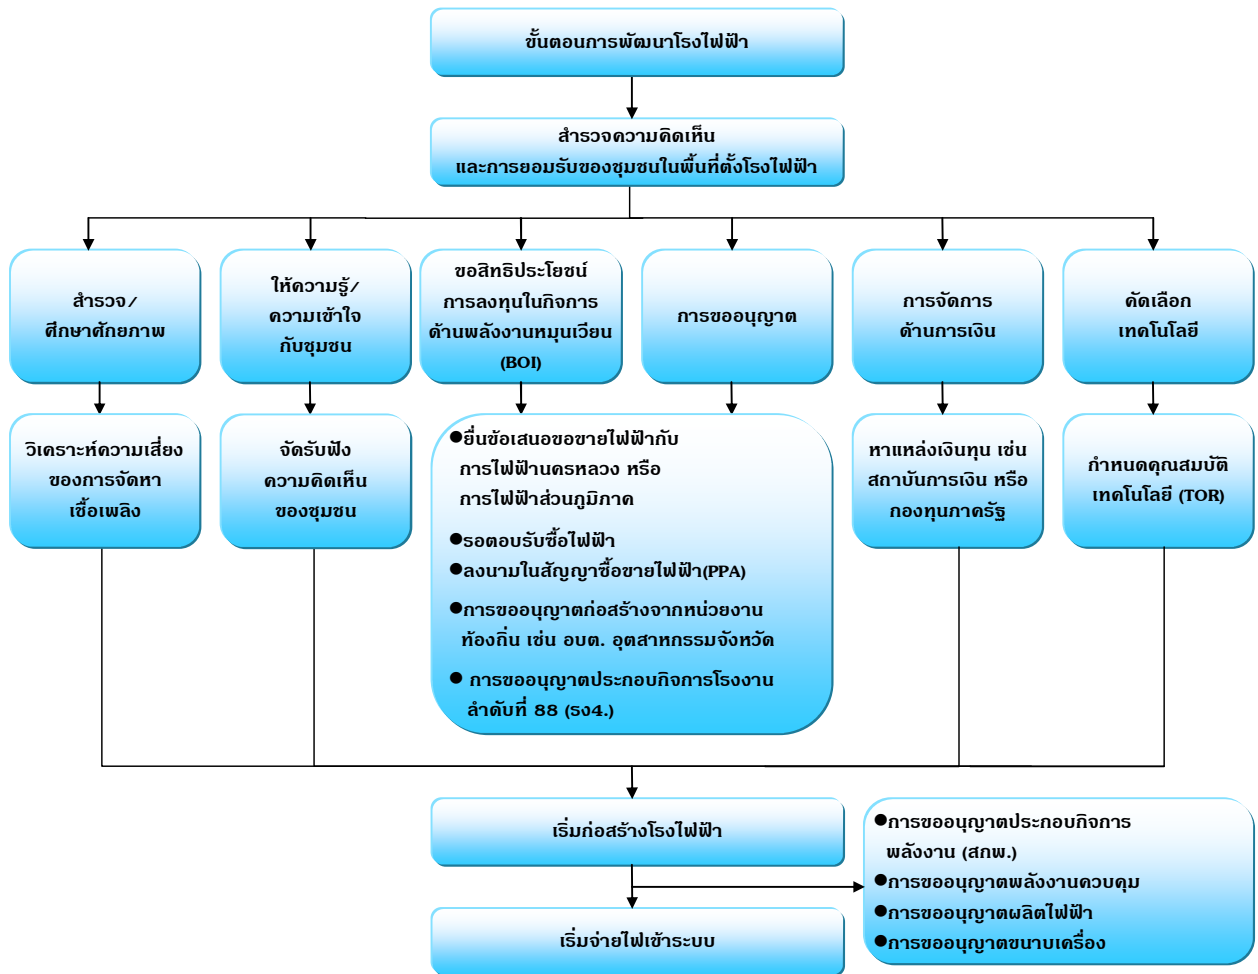 ขั้นตอนการพัฒนาโรงไฟฟ้า
สำรวจความคิดเห็น
และการยอมรับของชุมชนในพื้นที่ตั้งโรงไฟฟ้า
สำรวจ/
ศึกษาศักยภาพ
ให้ความรู้/
ความเข้าใจ
กับชุมชน
ขอสิทธิประโยชน์
การลงทุนในกิจการ
ด้านพลังงานหมุนเวียน
(BOI)
การขออนุญาต
การจัดการ
ด้านการเงิน
คัดเลือก
เทคโนโลยี
วิเคราะห์ความเสี่ยง
ของการจัดหา
เชื้อเพลิง
จัดรับฟัง
ความคิดเห็น
ของชุมชน
●ยื่นข้อเสนอขอขายไฟฟ้ากับ
การไฟฟ้านครหลวง หรือ
การไฟฟ้าส่วนภูมิภาค
●รอตอบรับซื้อไฟฟ้า
●ลงนามในสัญญาซื้อขายไฟฟ้า(PPA)
●การขออนุญาตก่อสร้างจากหน่วยงาน
ท้องถิ่น เช่น อบต. อุตสาหกรรมจังหวัด
● การขออนุญาตประกอบกิจการโรงงาน
ลำดับที่ 88 (รง4.)
หาแหล่งเงินทุน เช่น
สถาบันการเงิน หรือ
กองทุนภาครัฐ
กำหนดคุณสมบัติ
เทคโนโลยี (TOR)
เริ่มก่อสร้างโรงไฟฟ้า
●การขออนุญาตประกอบกิจการ
พลังงาน (สกพ.)
●การขออนุญาตพลังงานควบคุม
●การขออนุญาตผลิตไฟฟ้า
●การขออนุญาตขนาบเครื่อง
เริ่มจ่ายไฟเข้าระบบ